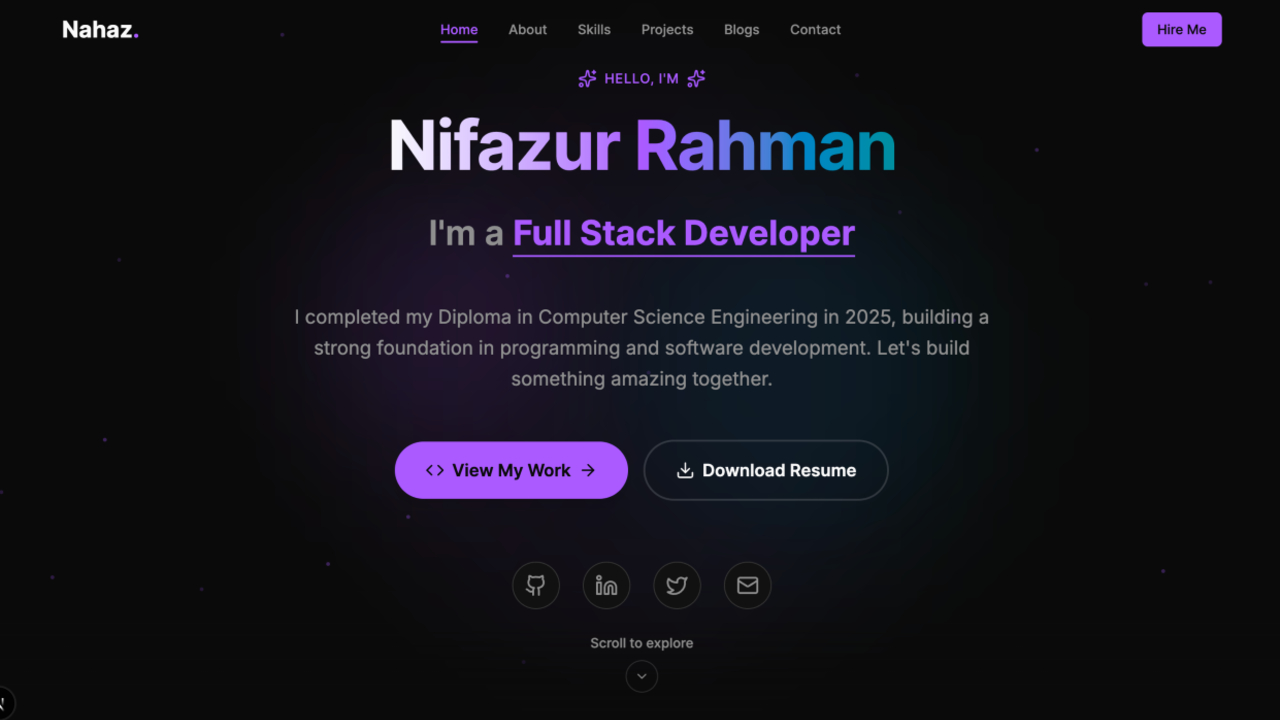 Nahaz.
Home About Skills Projects Blogs Contact
Hire Me
HELLO, I'M
Nifazur Rahman
I'm a Full Stack Developer
I completed my Diploma in Computer Science Engineering in 2025, building a
strong foundation in programming and software development. Let's build
something amazing together.
<> View My Work →
Download Resume
Scroll to explore